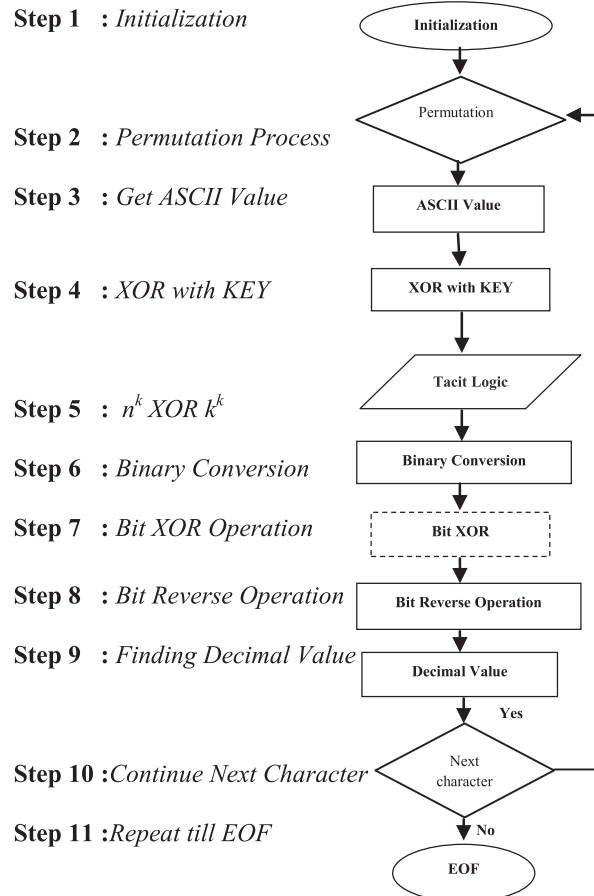 Step 1 : Initialization
Step 2 : Permutation Process
Step 3 : Get ASCII Value
Step 4 : XOR with KEY
Step 5 : n^k XOR k^k
Step 6 : Binary Conversion
Step 7 : Bit XOR Operation
Step 8 : Bit Reverse Operation
Step 9 : Finding Decimal Value
Step 10 :Continue Next Character
Step 11 :Repeat till EOF
Initialization
Permutation
ASCII Value
XOR with KEY
Tacit Logic
Binary Conversion
Bit XOR
Bit Reverse Operation
Decimal Value
Yes
Next
character
No
EOF